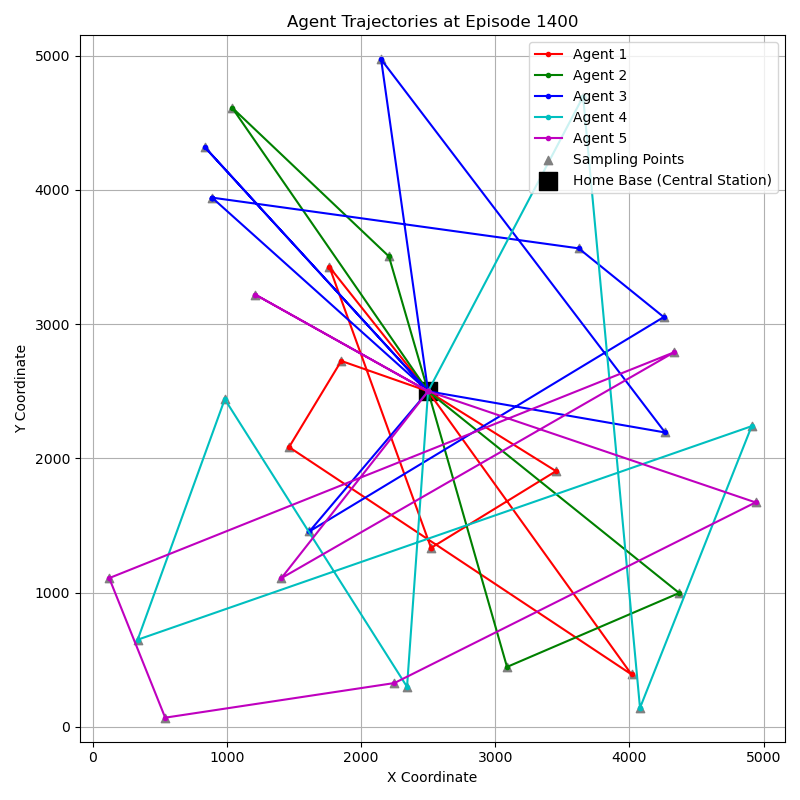 Agent Trajectories at Episode 1400
Agent 1
Agent 2
Agent 3
Agent 4
Agent 5
Sampling Points
Home Base (Central Station)
Y Coordinate
5000
4000
3000
2000
1000
0
0 1000 2000 3000 4000 5000
X Coordinate